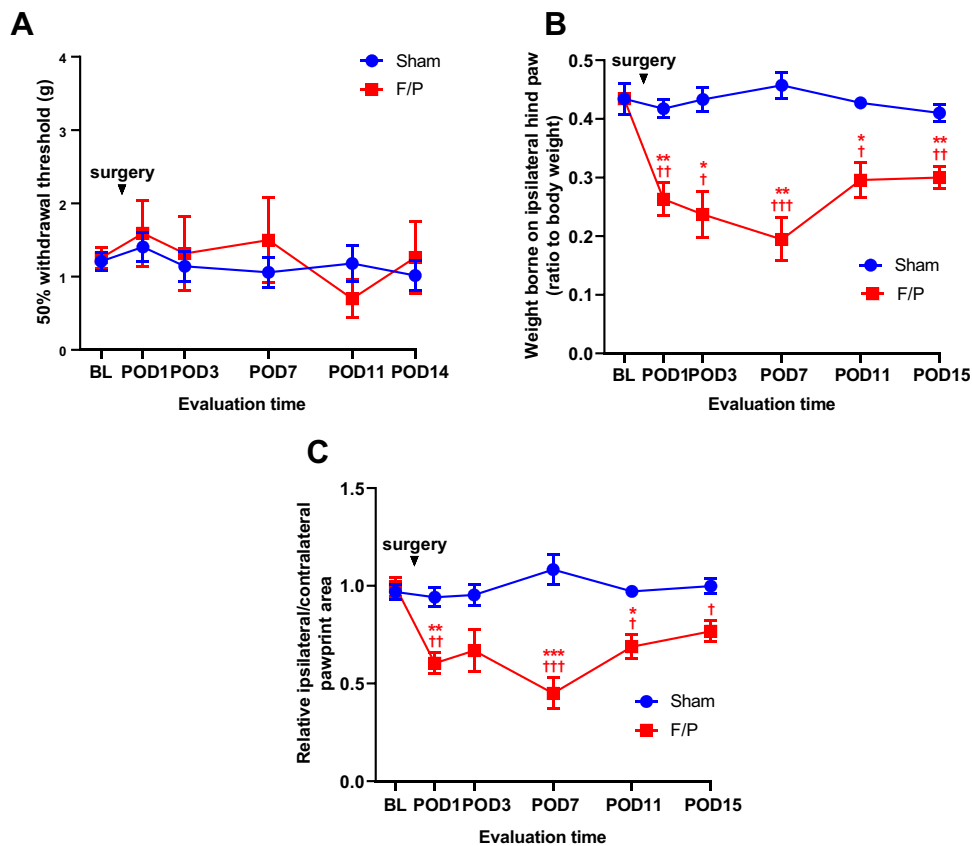 A
50% withdrawal threshold (g)
4
3
2
1
0
surgery
Sham
F/P
BL POD1 POD3 POD7 POD11 POD14
Evaluation time
B
Weight borne on ipsilateral hind paw
(ratio to body weight)
0.5
0.4
0.3
0.2
0.1
0.0
surgery
**
††
*
†
**
†††
*
†
**
††
Sham
F/P
BL POD1 POD3 POD7 POD11 POD15
Evaluation time
C
Relative ipsilateral/contralateral
pawprint area
1.5
1.0
0.5
0.0
surgery
**
††
***
†††
*
†
†
Sham
F/P
BL POD1 POD3 POD7 POD11 POD15
Evaluation time